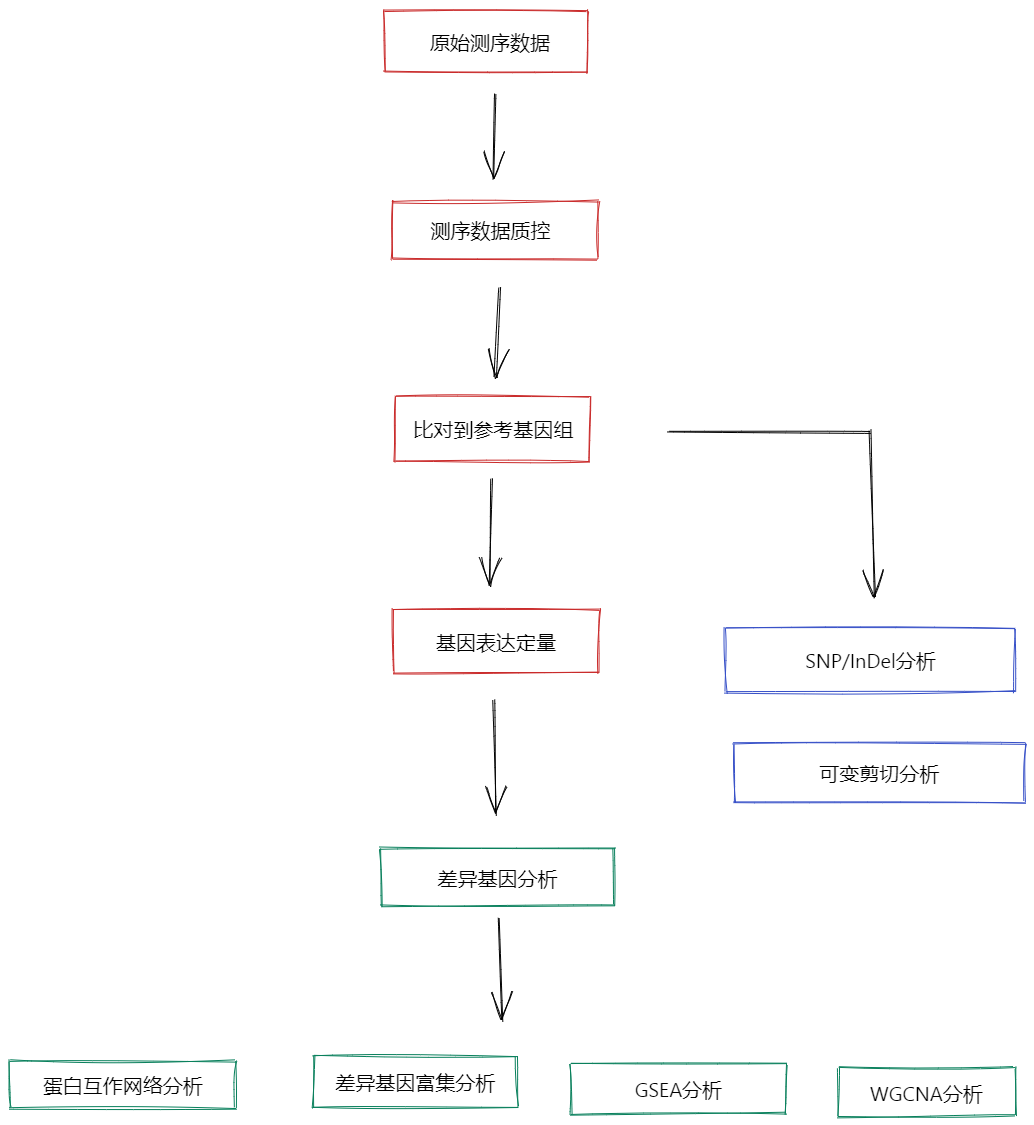 原始测序数据
测序数据质控
比对到参考基因组
基因表达定量
SNP/InDel分析
可变剪切分析
差异基因分析
蛋白互作网络分析
差异基因富集分析
GSEA分析
WGCNA分析